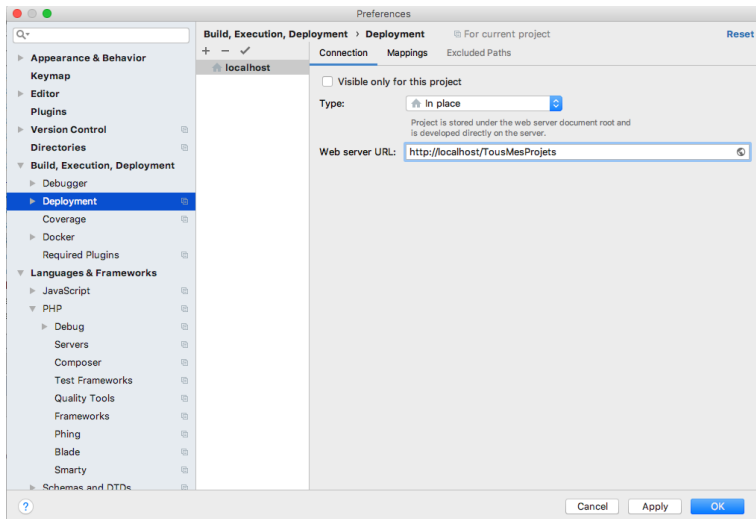 Preferences
Build, Execution, Deployment › Deployment For current project Reset
Appearance & Behavior
Keymap
Editor
Plugins
Version Control
Directories
Build, Execution, Deployment
Debugger
Deployment
Coverage
Docker
Required Plugins
Languages & Frameworks
JavaScript
PHP
Debug
Servers
Composer
Test Frameworks
Quality Tools
Frameworks
Phing
Blade
Smarty
Schemas and DTDs
localhost
Connection Mappings Excluded Paths
Visible only for this project
Type: In place
Project is stored under the web server document root and
is developed directly on the server.
Web server URL: http://localhost/TousMesProjets
? Cancel Apply OK